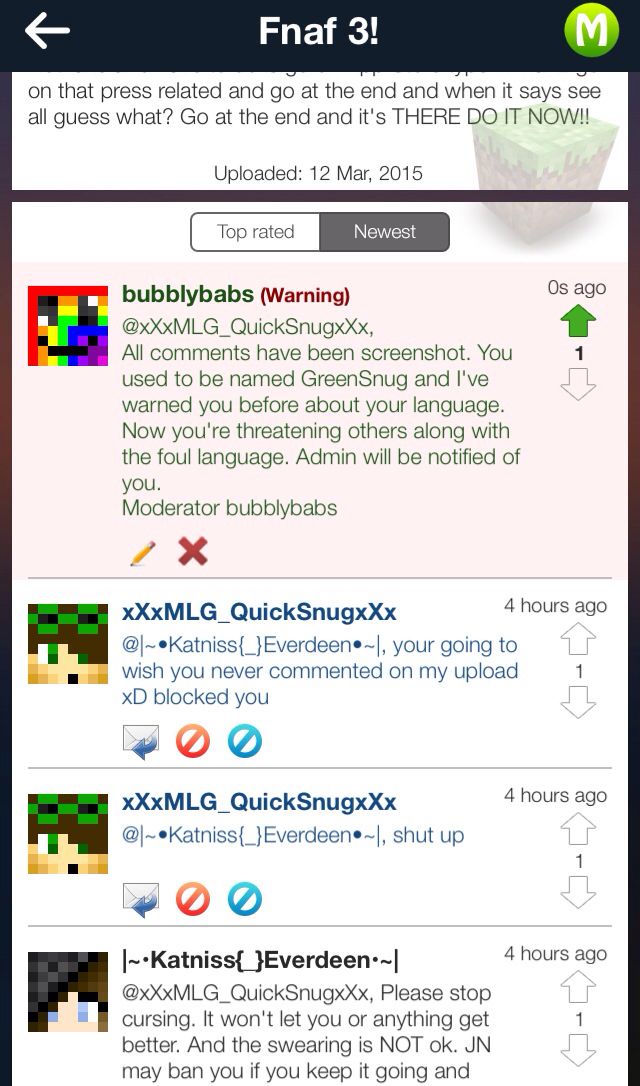 Fnaf 3!
M
on that press related and go at the end and when it says see
all guess what? Go at the end and it's THERE DO IT NOW!!
Uploaded: 12 Mar, 2015
Top rated
Newest
bubblybabs (Warning)
0s ago
@xXxMLG_QuickSnugxXx,
All comments have been screenshot. You
used to be named GreenSnug and I've
warned you before about your language.
Now you're threatening others along with
the foul language. Admin will be notified of
you.
Moderator bubblybabs
1
xXxMLG_QuickSnugxXx
4 hours ago
@|~•Katniss{_}Everdeen•~|, your going to
wish you never commented on my upload
xD blocked you
1
xXxMLG_QuickSnugxXx
4 hours ago
@|~•Katniss{_}Everdeen•~|, shut up
1
|~•Katniss{_}Everdeen•~|
4 hours ago
@xXxMLG_QuickSnugxXx, Please stop
cursing. It won't let you or anything get
better. And the swearing is NOT ok. JN
may ban you if you keep it going and
1